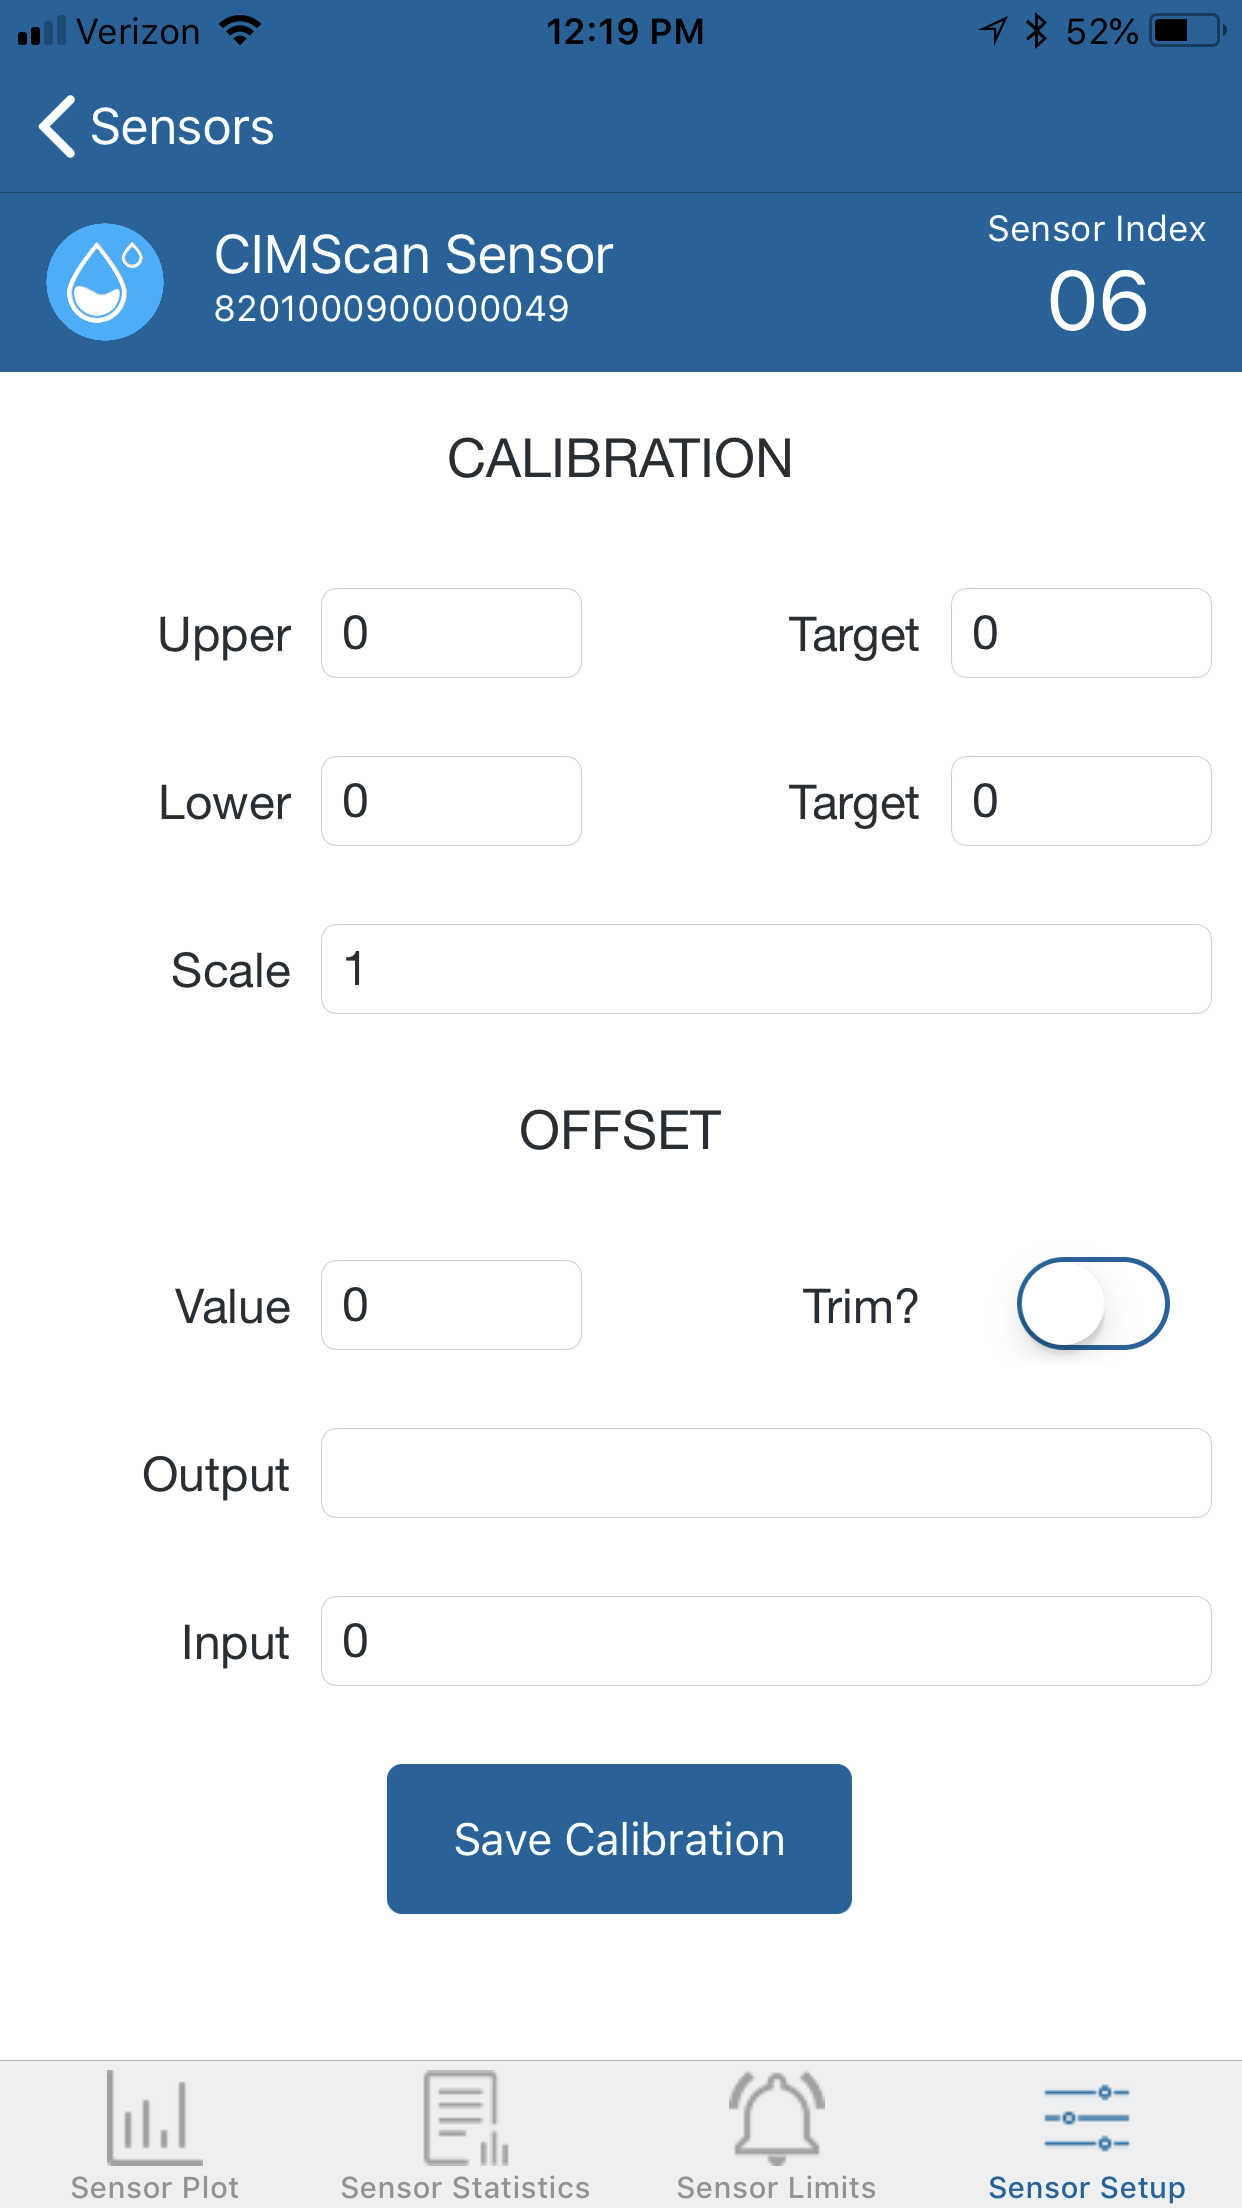 Verizon 12:19 PM 52%
Sensors
CIMScan Sensor
8201000900000049
Sensor Index
06
CALIBRATION
Upper 0 Target 0
Lower 0 Target 0
Scale 1
OFFSET
Value 0 Trim?
Output
Input 0
Save Calibration
Sensor Plot Sensor Statistics Sensor Limits Sensor Setup